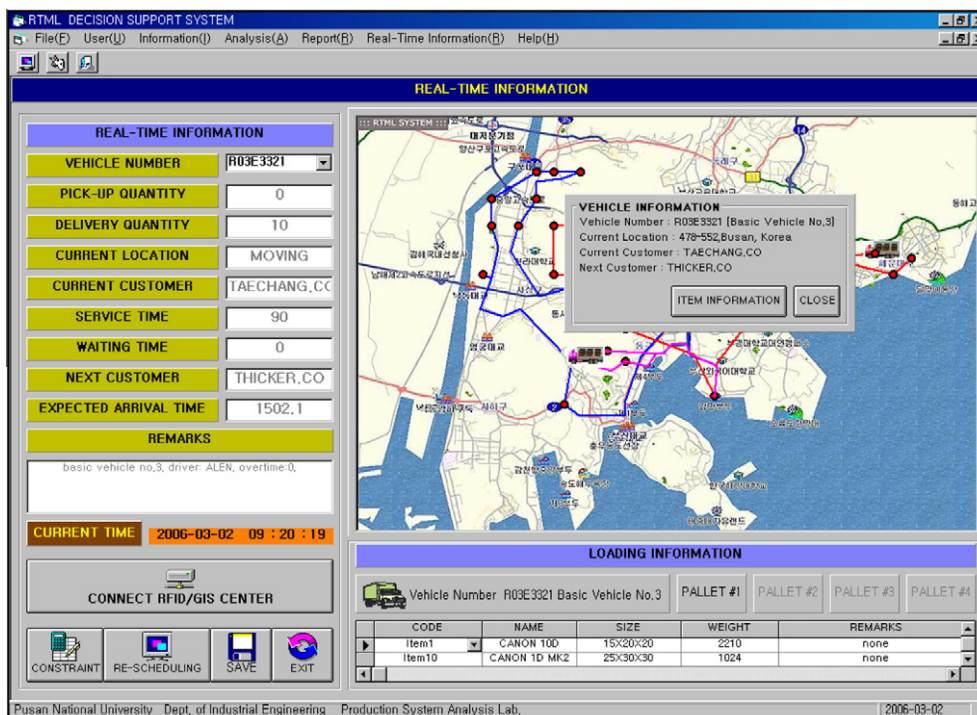 RTML DECISION SUPPORT SYSTEM
File(F) User(U) Information(I) Analysis(A) Report(R) Real-Time Information(R) Help(H)
REAL-TIME INFORMATION
REAL-TIME INFORMATION
VEHICLE NUMBER R03E3321
PICK-UP QUANTITY 0
DELIVERY QUANTITY 10
CURRENT LOCATION MOVING
CURRENT CUSTOMER TAECHANG,CO
SERVICE TIME 90
WAITING TIME 0
NEXT CUSTOMER THICKER,CO
EXPECTED ARRIVAL TIME 1502,1
REMARKS
basic vehicle no,3, driver: ALEN, overtime:0,
CURRENT TIME 2006-03-02 09 : 20 : 19
CONNECT RFID/GIS CENTER
CONSTRAINT RE-SCHEDULING SAVE EXIT
::: RTML SYSTEM :::
14
2
VEHICLE INFORMATION
Vehicle Number : R03E3321 [Basic Vehicle No,3]
Current Location : 478-552,Busan, Korea
Current Customer : TAECHANG,CO
Next Customer : THICKER,CO
ITEM INFORMATION CLOSE
LOADING INFORMATION
Vehicle Number R03E3321 Basic Vehicle No, 3 PALLET #1 PALLET #2 PALLET #3 PALLET #4
CODE NAME SIZE WEIGHT REMARKS
Item1 CANON 10D 15X20X20 2210 none
Item10 CANON 1D MK2 25X30X30 1024 none
Pusan National University Dept, of Industrial Engineering Production System Analysis Lab, 2006-03-02